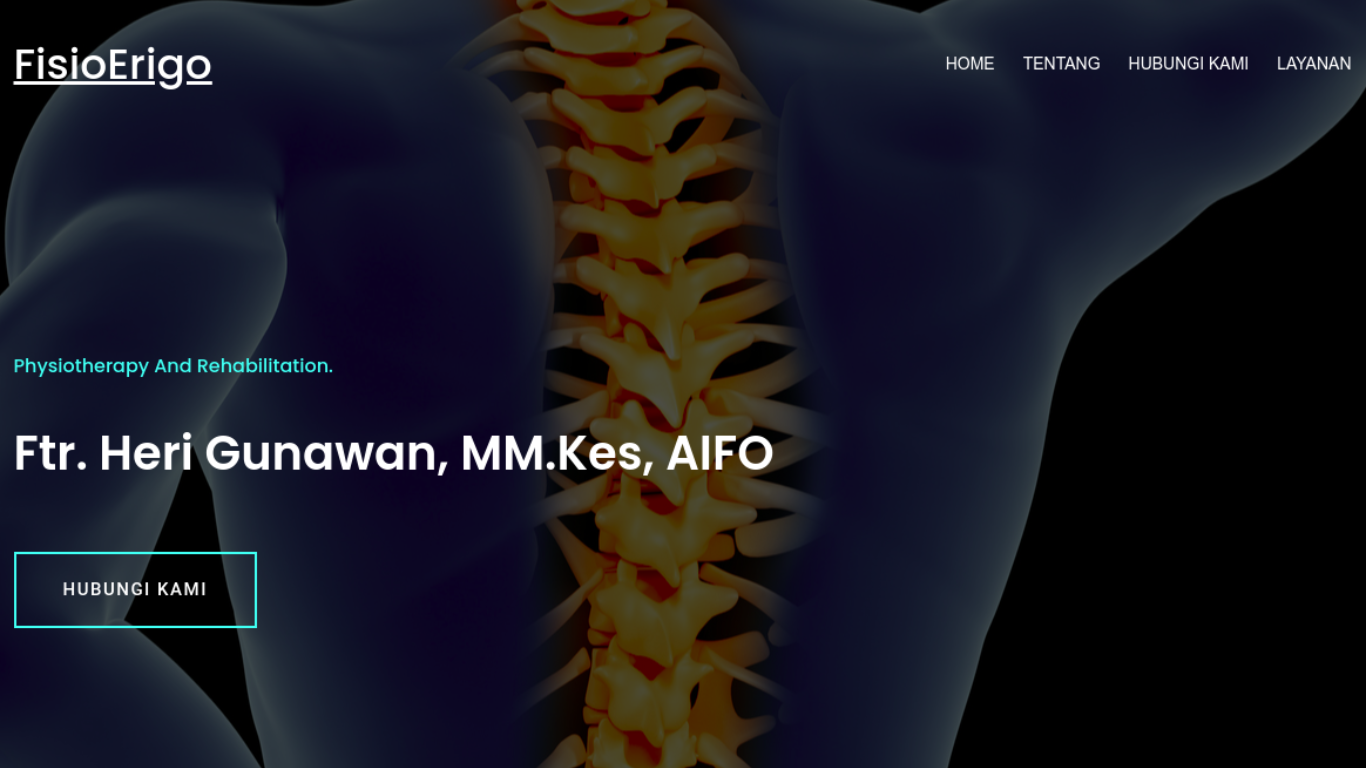 FisioErigo
HOME TENTANG HUBUNGI KAMI LAYANAN
Physiotherapy And Rehabilitation.
Ftr. Heri Gunawan, MM.Kes, AIFO
HUBUNGI KAMI